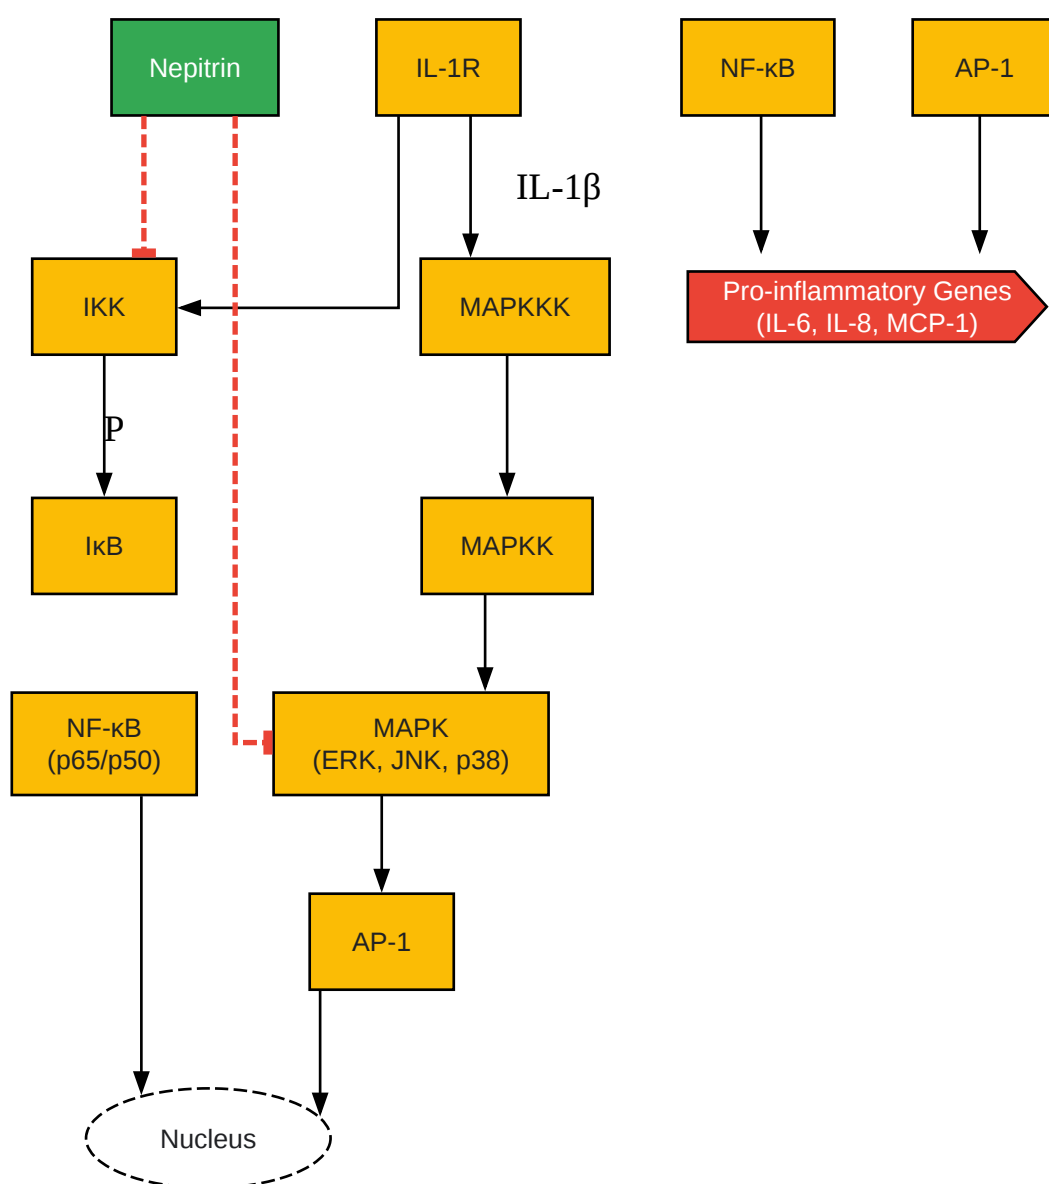 Nepitrin
IL-1R
NF-κB
AP-1
IL-1β
IKK
MAPKKK
Pro-inflammatory Genes
(IL-6, IL-8, MCP-1)
P
IκB
MAPKK
NF-κB
(p65/p50)
MAPK
(ERK, JNK, p38)
AP-1
Nucleus